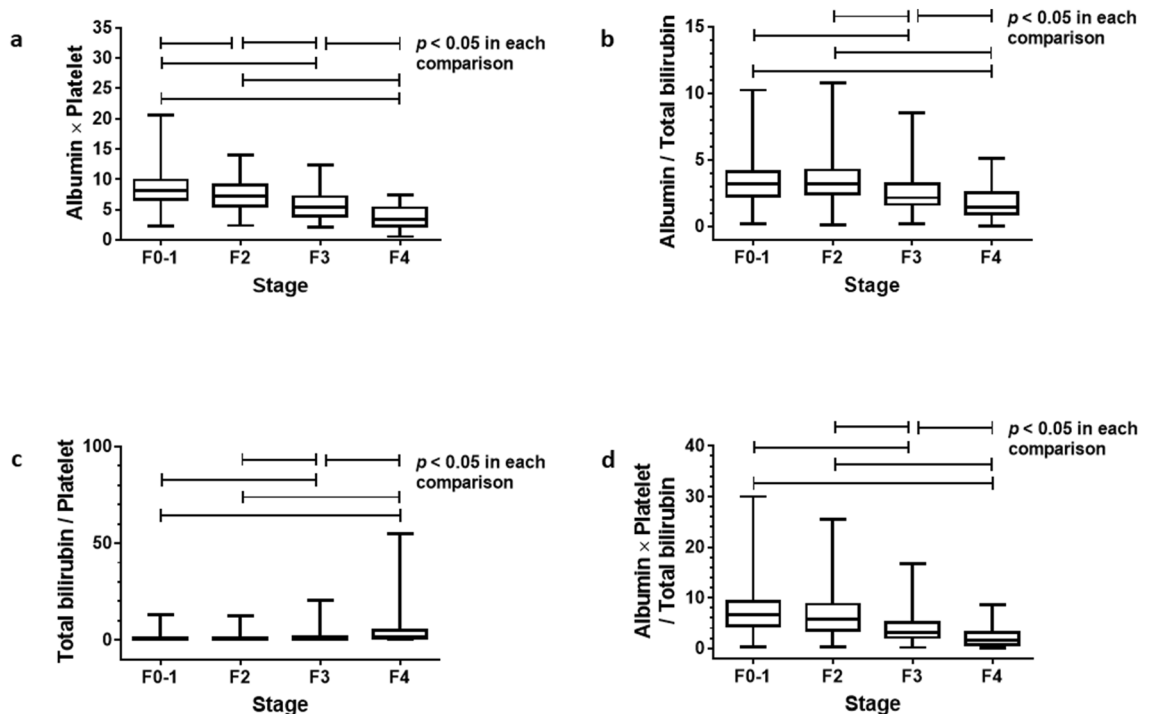 a
Albumin × Platelet
35
30
25
20
15
10
5
0
p < 0.05 in each
comparison
F0-1 F2 F3 F4
Stage
b
Albumin / Total bilirubin
15
10
5
0
p < 0.05 in each
comparison
F0-1 F2 F3 F4
Stage
c
Total bilirubin / Platelet
100
50
0
p < 0.05 in each
comparison
F0-1 F2 F3 F4
Stage
d
Albumin × Platelet
/ Total bilirubin
40
30
20
10
0
p < 0.05 in each
comparison
F0-1 F2 F3 F4
Stage